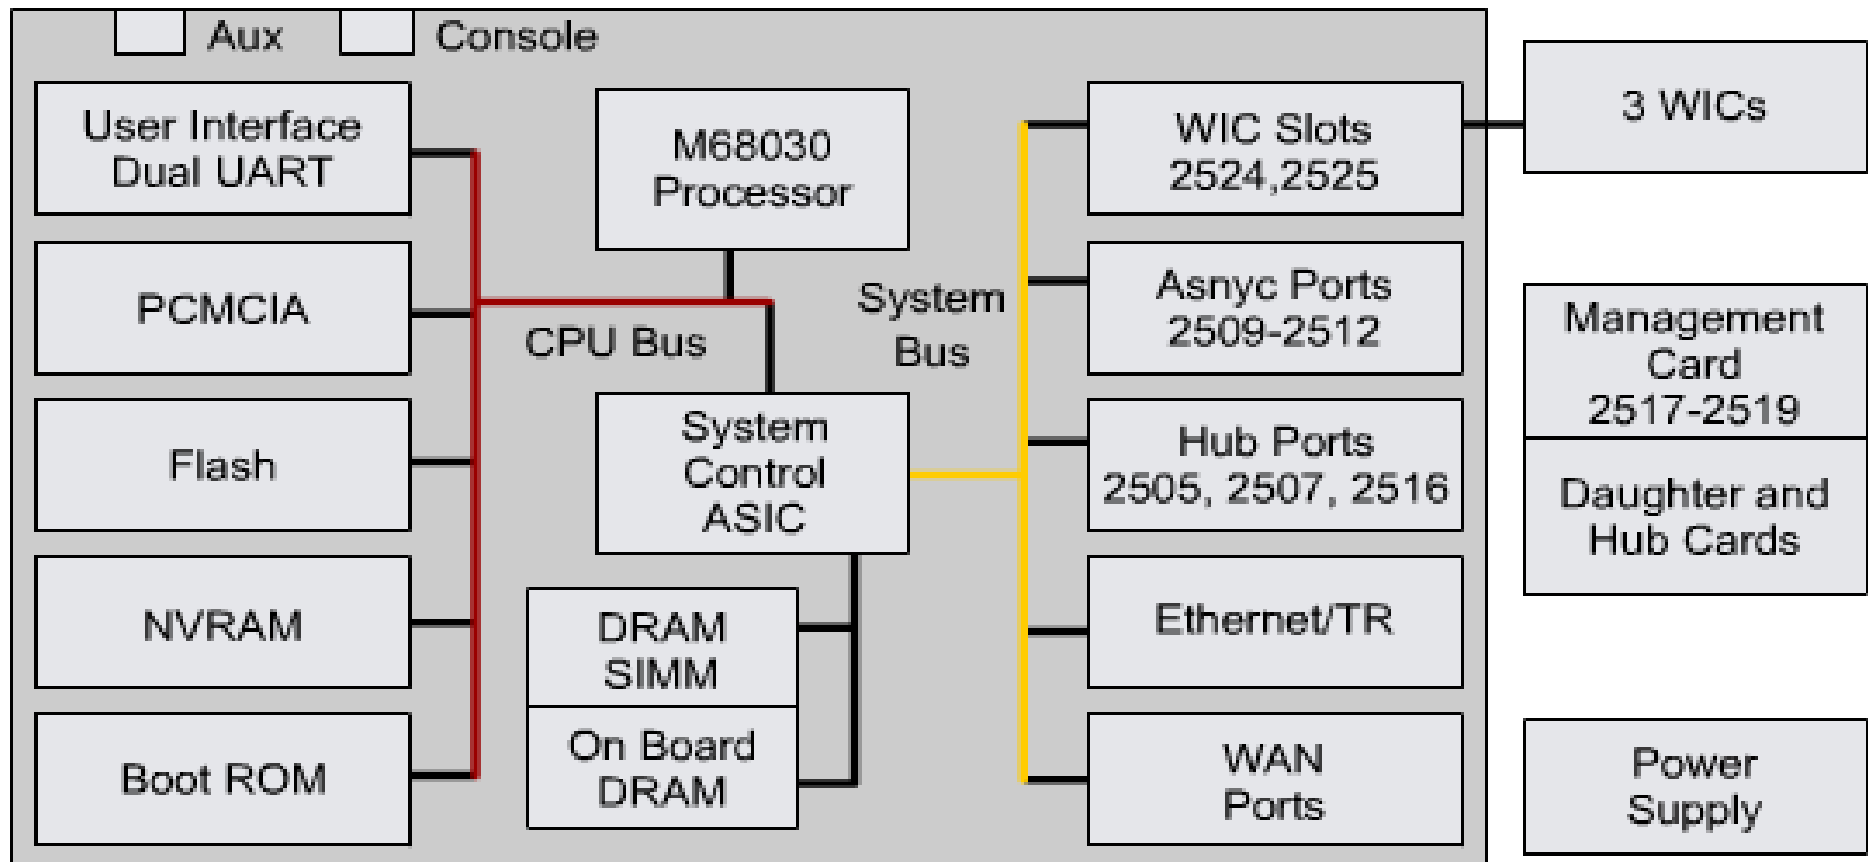 Aux
Console
User Interface
Dual UART
PCMCIA
Flash
NVRAM
Boot ROM
M68030
Processor
CPU Bus
System
Bus
System
Control
ASIC
DRAM
SIMM
On Board
DRAM
WIC Slots
2524,2525
Asnyc Ports
2509-2512
Hub Ports
2505, 2507, 2516
Ethernet/TR
WAN
Ports
3 WICs
Management
Card
2517-2519
Daughter and
Hub Cards
Power
Supply